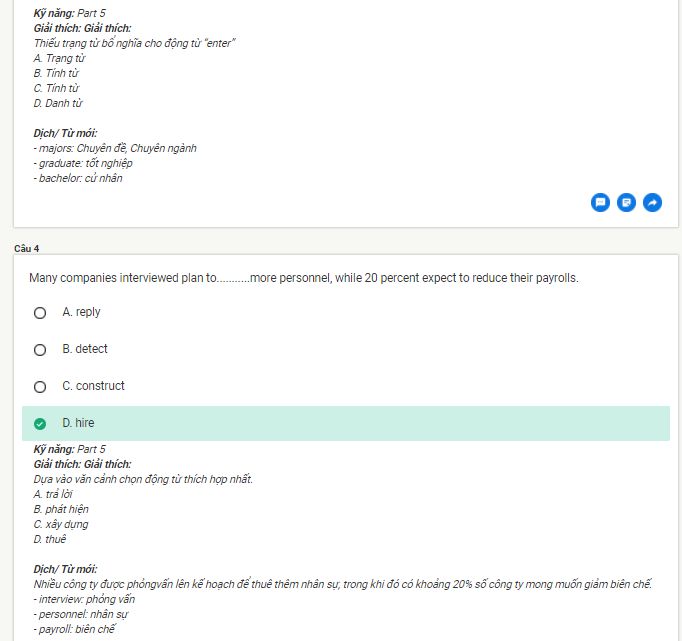 Kỹ năng: Part 5
Giải thích: Giải thích:
Thiếu trạng từ bổ nghĩa cho động từ "enter"
A. Trạng từ
B. Tính từ
C. Tính từ
D. Danh từ
Dịch/ Từ mới:
- majors: Chuyên đề, Chuyên ngành
- graduate: tốt nghiệp
- bachelor: cử nhân
Câu 4
Many companies interviewed plan to...........more personnel, while 20 percent expect to reduce their payrolls.
A. reply
B. detect
C. construct
D. hire
Kỹ năng: Part 5
Giải thích: Giải thích:
Dựa vào văn cảnh chọn động từ thích hợp nhất.
A. trả lời
B. phát hiện
C. xây dựng
D. thuê
Dịch/ Từ mới:
Nhiều công ty được phỏngvấn lên kế hoạch để thuê thêm nhân sự, trong khi đó có khoảng 20% số công ty mong muốn giảm biên chế.
- interview: phỏng vấn
- personnel: nhân sự
- payroll: biên chế